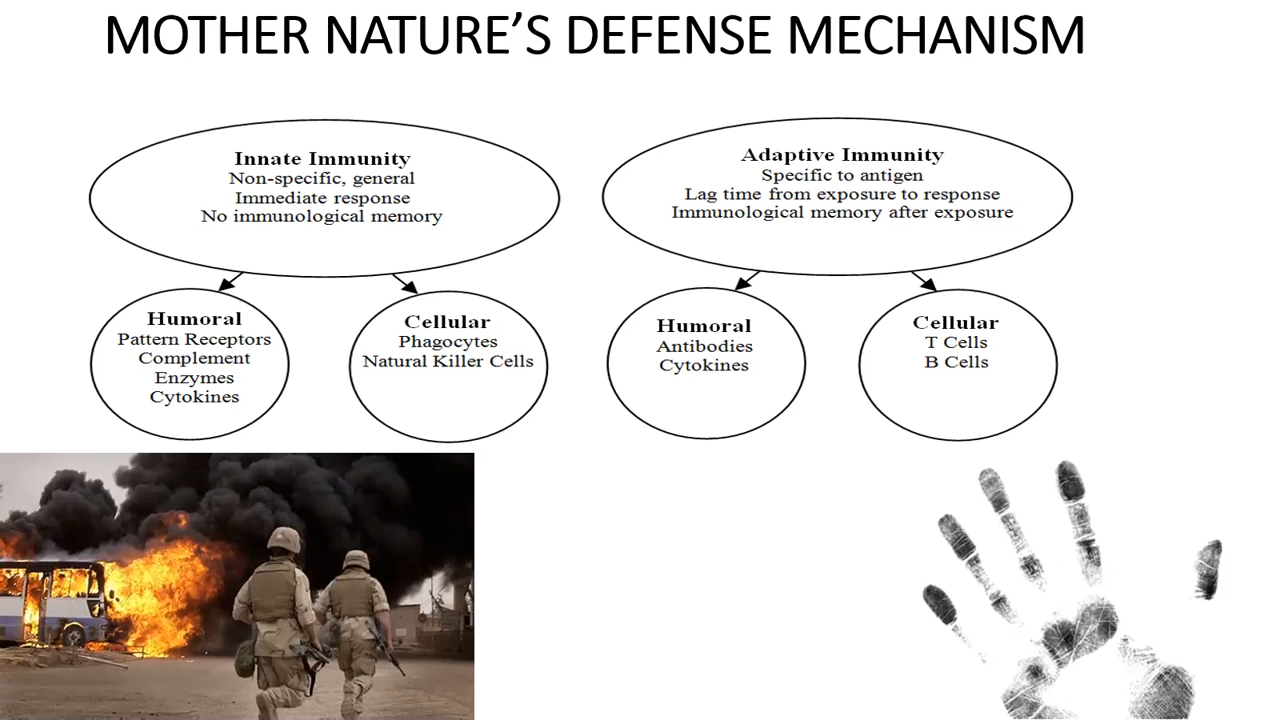 MOTHER NATURE’S DEFENSE MECHANISM
Innate Immunity
Non-specific, general
Immediate response
No immunological memory
Adaptive Immunity
Specific to antigen
Lag time from exposure to response
Immunological memory after exposure
Humoral
Pattern Receptors
Complement
Enzymes
Cytokines
Cellular
Phagocytes
Natural Killer Cells
Humoral
Antibodies
Cytokines
Cellular
T Cells
B Cells